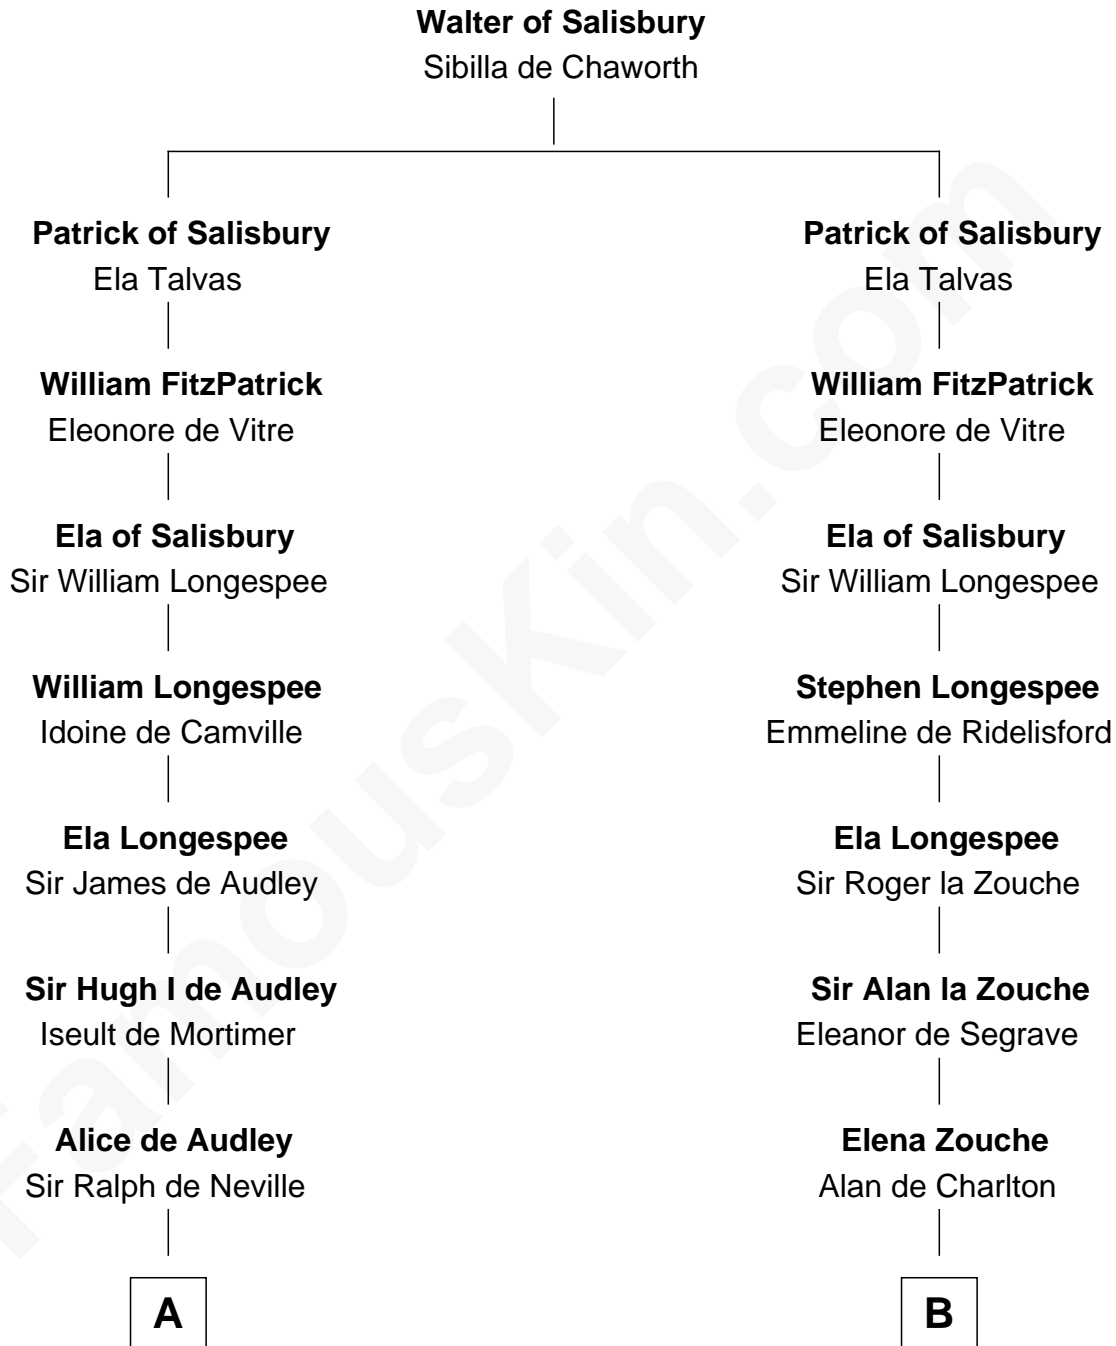 Walter of Salisbury
Sibilla de Chaworth
Patrick of Salisbury
Ela Talvas
Patrick of Salisbury
Ela Talvas
William FitzPatrick
Eleonore de Vitre
William FitzPatrick
Eleonore de Vitre
Ela of Salisbury
Sir William Longespee
Ela of Salisbury
Sir William Longespee
William Longespee
Idoine de Camville
Stephen Longespee
Emmeline de Ridelisford
Ela Longespee
Sir James de Audley
Ela Longespee
Sir Roger la Zouche
Sir Hugh I de Audley
Iseult de Mortimer
Sir Alan la Zouche
Eleanor de Segrave
Alice de Audley
Sir Ralph de Neville
Elena Zouche
Alan de Charlton
A
B
FamousKin.com